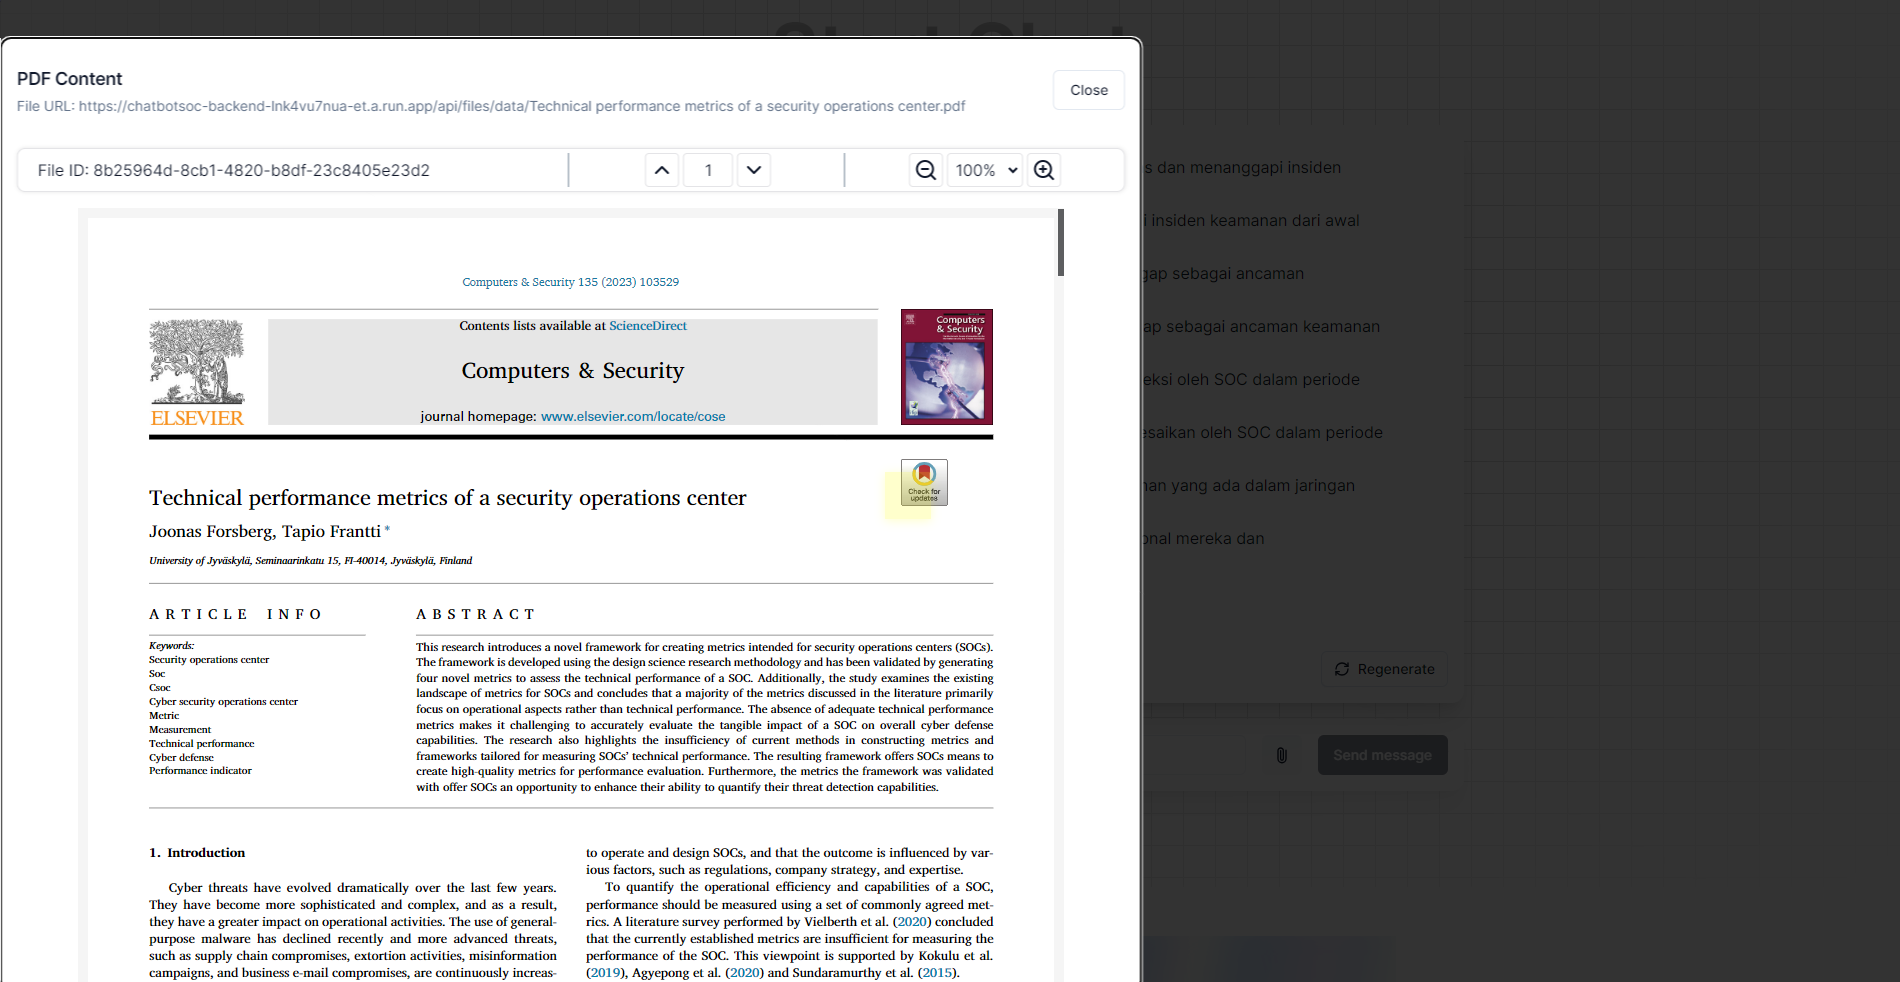 PDF Content
File URL: https://chatbotsoc-backend-lnk4vu7nua-et.a.run.app/api/files/data/Technical performance metrics of a security operations center.pdf
Close
File ID: 8b25964d-8cb1-4820-b8df-23c8405e23d2
1
100%
Computers & Security 135 (2023) 103529
Contents lists available at ScienceDirect
Computers & Security
journal homepage: www.elsevier.com/locate/cose
ELSEVIER
Computers
& Security
Check for
updates
Technical performance metrics of a security operations center
Joonas Forsberg, Tapio Frantti *
University of Jyväskylä, Seminaarinkatu 15, FI-40014, Jyväskylä, Finland
ARTICLE INFO
Keywords:
Security operations center
Soc
Csoc
Cyber security operations center
Metric
Measurement
Technical performance
Cyber defense
Performance indicator
ABSTRACT
This research introduces a novel framework for creating metrics intended for security operations centers (SOCs).
The framework is developed using the design science research methodology and has been validated by generating
four novel metrics to assess the technical performance of a SOC. Additionally, the study examines the existing
landscape of metrics for SOCs and concludes that a majority of the metrics discussed in the literature primarily
focus on operational aspects rather than technical performance. The absence of adequate technical performance
metrics makes it challenging to accurately evaluate the tangible impact of a SOC on overall cyber defense
capabilities. The research also highlights the insufficiency of current methods in constructing metrics and
frameworks tailored for measuring SOCs' technical performance. The resulting framework offers SOCs means to
create high-quality metrics for performance evaluation. Furthermore, the metrics the framework was validated
with offer SOCs an opportunity to enhance their ability to quantify their threat detection capabilities.
1. Introduction
Cyber threats have evolved dramatically over the last few years.
They have become more sophisticated and complex, and as a result,
they have a greater impact on operational activities. The use of general-
purpose malware has declined recently and more advanced threats,
such as supply chain compromises, extortion activities, misinformation
campaigns, and business e-mail compromises, are continuously increas-
to operate and design SOCs, and that the outcome is influenced by var-
ious factors, such as regulations, company strategy, and expertise.
To quantify the operational efficiency and capabilities of a SOC,
performance should be measured using a set of commonly agreed met-
rics. A literature survey performed by Vielberth et al. (2020) concluded
that the currently established metrics are insufficient for measuring the
performance of the SOC. This viewpoint is supported by Kokulu et al.
(2019), Agyepong et al. (2020) and Sundaramurthy et al. (2015).
s dan menanggapi insiden
i insiden keamanan dari awal
gap sebagai ancaman
ap sebagai ancaman keamanan
eksi oleh SOC dalam periode
esaikan oleh SOC dalam periode
nan yang ada dalam jaringan
onal mereka dan
Regenerate
Send message